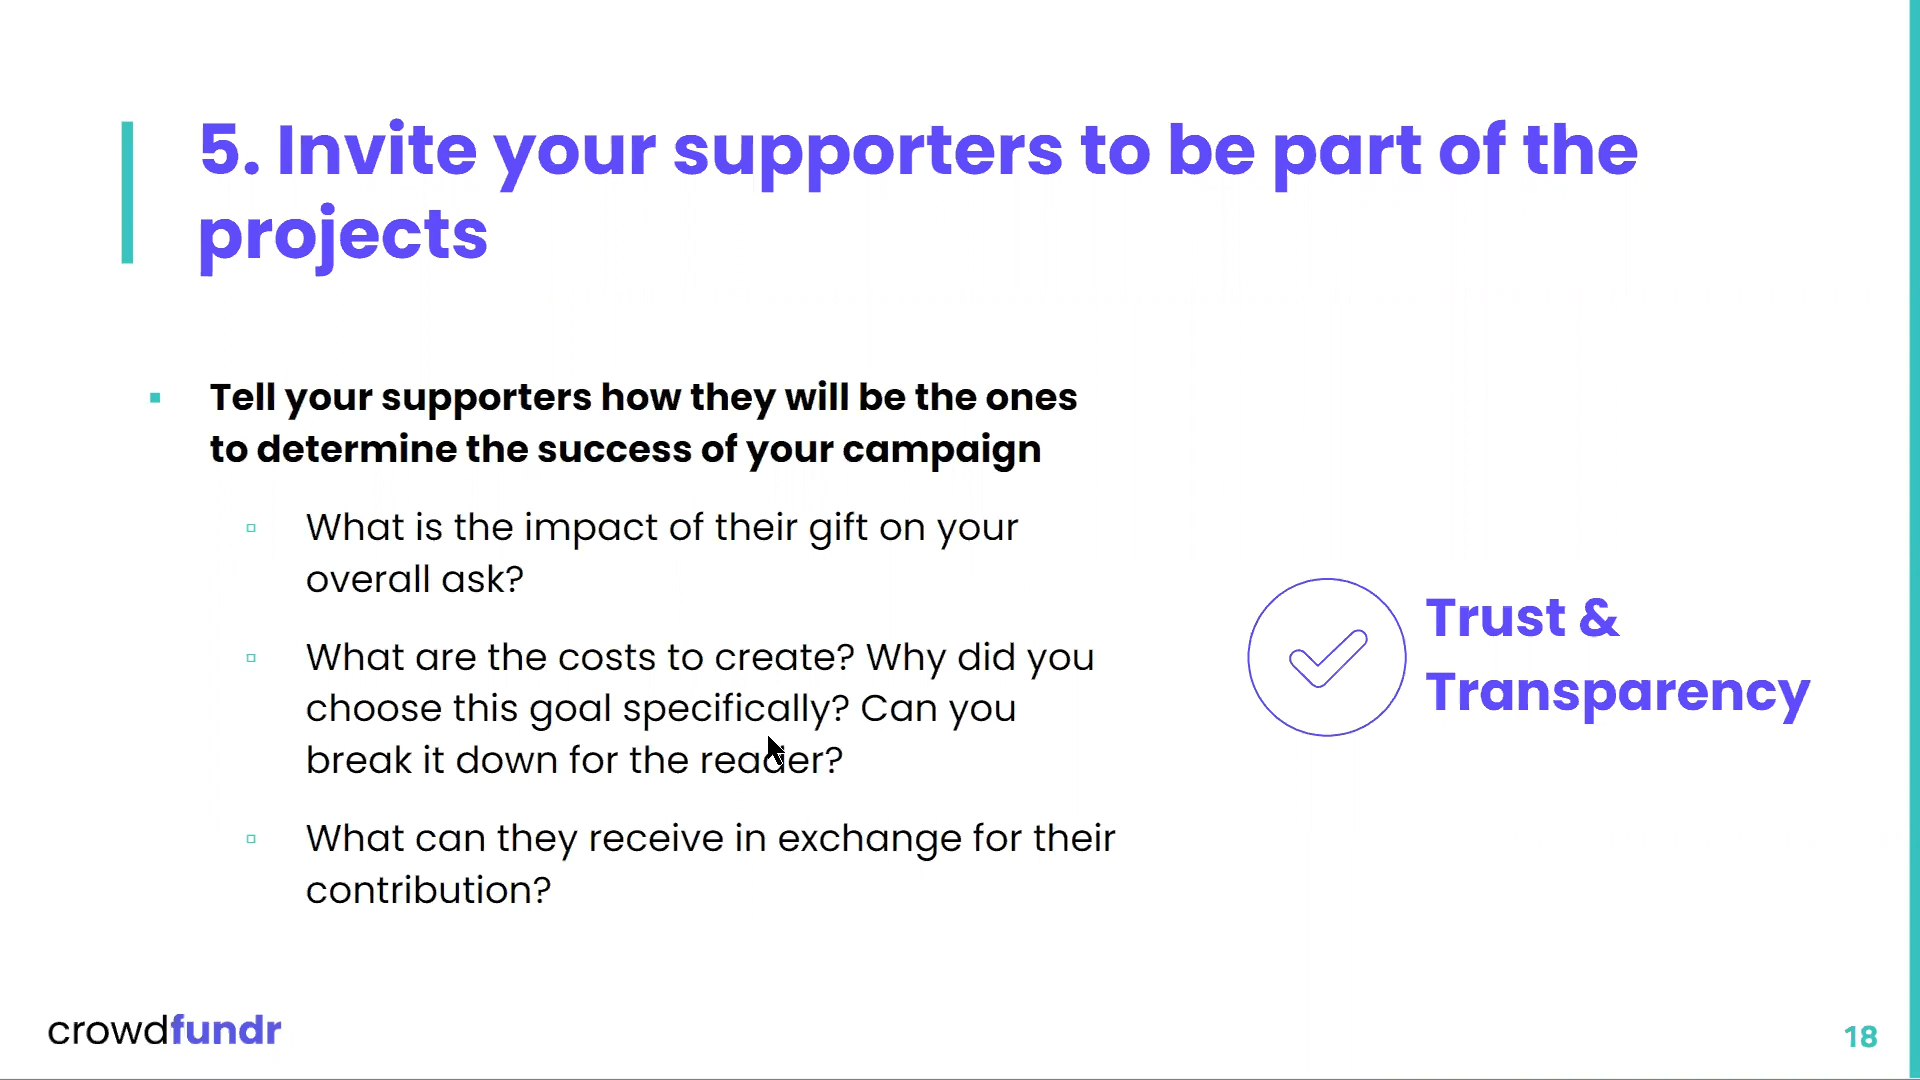 5. Invite your supporters to be part of the
projects
Tell your supporters how they will be the ones
to determine the success of your campaign
What is the impact of their gift on your
overall ask?
What are the costs to create? Why did you
choose this goal specifically? Can you
break it down for the reader?
What can they receive in exchange for their
contribution?
Trust &
Transparency
crowdfundr
18